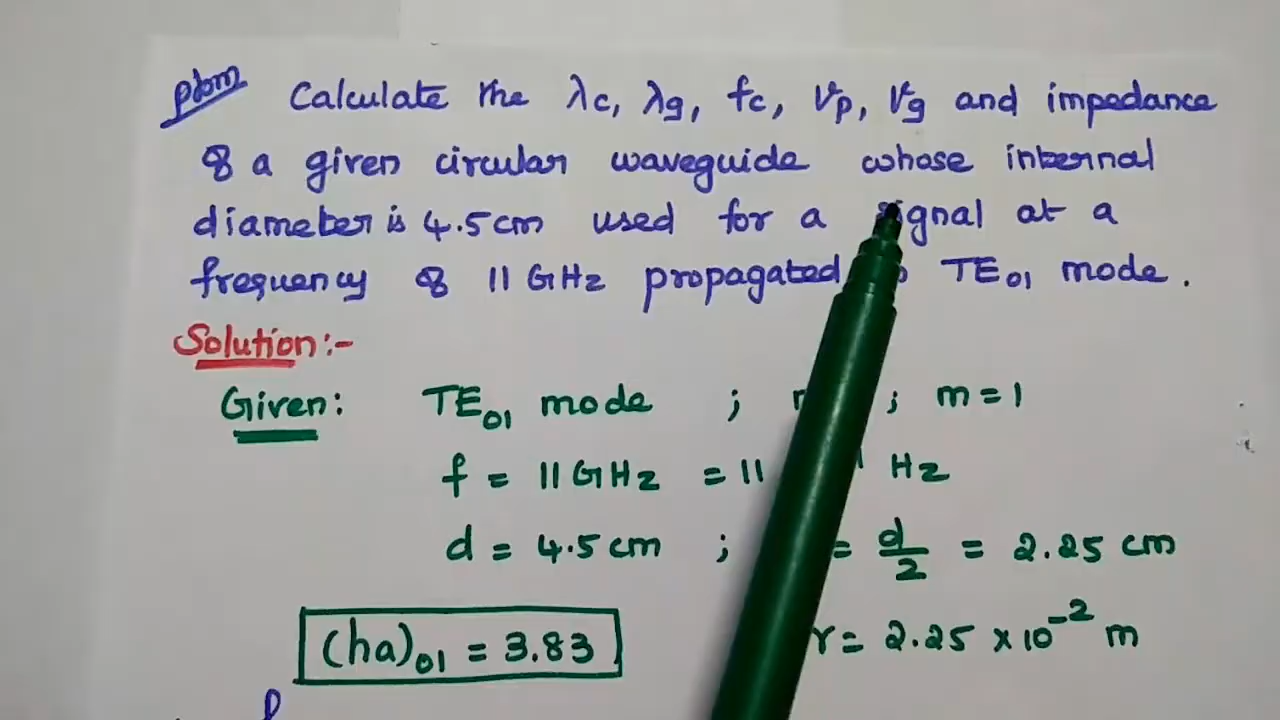 Pbm Calculate the λc, λg, fc, Vp, Vg and impedance
of a given circular waveguide whose internal
diameter is 4.5cm used for a signal at a
frequency of 11 GHz propagated TE01 mode.
Solution:-
Given: TE01 mode ; ; m=1
f = 11 GHz = 11 Hz
d = 4.5 cm ; = d/2 = 2.25 cm
(ha)01 = 3.83 r = 2.25 × 10⁻² m